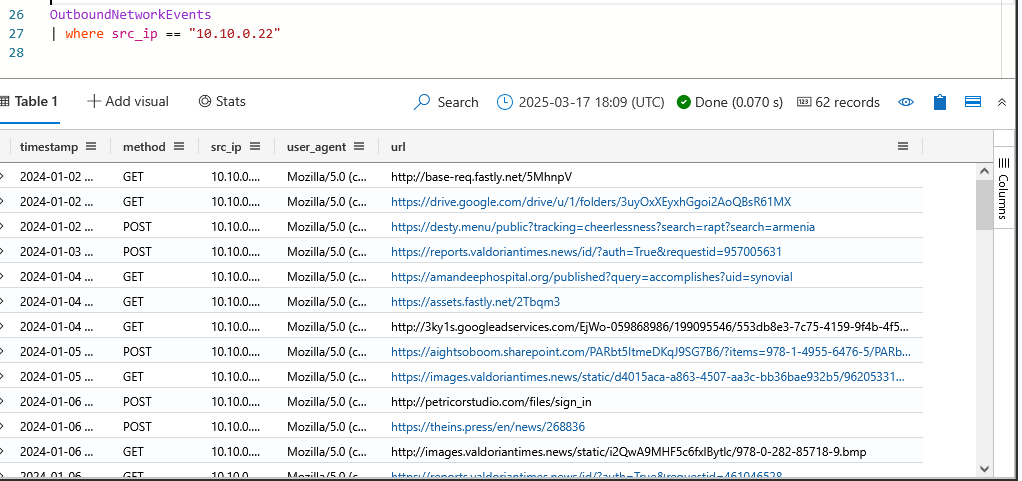 26 OutboundNetworkEvents
27 | where src_ip == "10.10.0.22"
28
Table 1 Add visual Stats Search 2025-03-17 18:09 (UTC) Done (0.070 s) 123 62 records
timestamp method src_ip user_agent url
2024-01-02 ... GET 10.10.0.... Mozilla/5.0 (c... http://base-req.fastly.net/5MhnpV
2024-01-02 ... GET 10.10.0.... Mozilla/5.0 (c... https://drive.google.com/drive/u/1/folders/3uyOxXEyxhGgoi2AoQBsR61MX
2024-01-02 ... POST 10.10.0.... Mozilla/5.0 (c... https://desty.menu/public?tracking=cheerlessness?search=rapt?search=armenia
2024-01-03 ... POST 10.10.0.... Mozilla/5.0 (c... https://reports.valdoriantimes.news/id/?auth=True&requestid=957005631
2024-01-04 ... GET 10.10.0.... Mozilla/5.0 (c... https://amandeephospital.org/published?query=accomplishes?uid=synovial
2024-01-04 ... GET 10.10.0.... Mozilla/5.0 (c... https://assets.fastly.net/2Tbqm3
2024-01-04 ... GET 10.10.0.... Mozilla/5.0 (c... http://3ky1s.googleadservices.com/EjWo-059868986/199095546/553db8e3-7c75-4159-9f4b-4f5...
2024-01-05 ... POST 10.10.0.... Mozilla/5.0 (c... https://aightsoboom.sharepoint.com/PARbt5ItmeDKqJ9SG7B6/?items=978-1-4955-6476-5/PARb...
2024-01-05 ... GET 10.10.0.... Mozilla/5.0 (c... https://images.valdoriantimes.news/static/d4015aca-a863-4507-aa3c-bb36bae932b5/96205331...
2024-01-06 ... POST 10.10.0.... Mozilla/5.0 (c... http://petricorstudio.com/files/sign_in
2024-01-06 ... POST 10.10.0.... Mozilla/5.0 (c... https://theins.press/en/news/268836
2024-01-06 ... GET 10.10.0.... Mozilla/5.0 (c... http://images.valdoriantimes.news/static/i2QwA9MHF5c6fxlBytlc/978-0-282-85718-9.bmp
2024-01-06 ... GET 10.10.0.... Mozilla/5.0 (c... https://reports.valdoriantimes.news/id/?auth=True&requestid=461046528
Columns